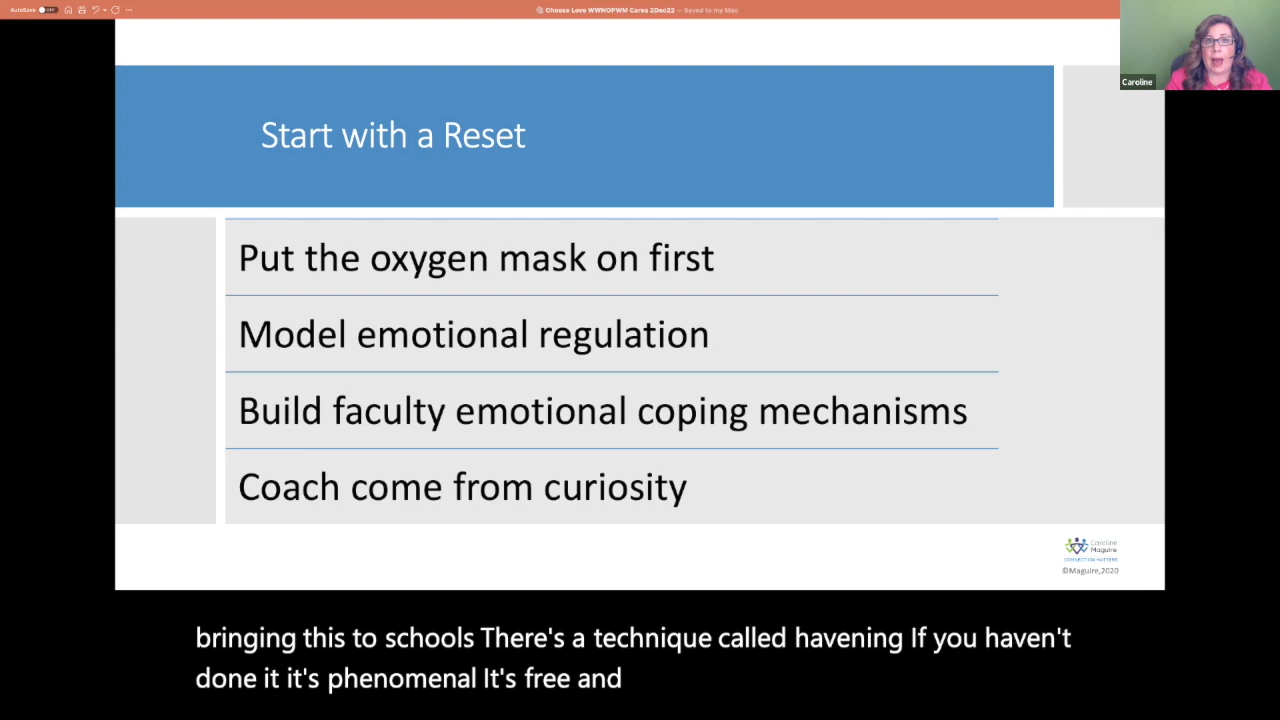 AutoSave OFF
Choose Love WWNOPWM Cares 2Dec22 — Saved to my Mac
Caroline
Start with a Reset
Put the oxygen mask on first
Model emotional regulation
Build faculty emotional coping mechanisms
Coach come from curiosity
Caroline
Maguire
CONNECTION MATTERS
©Maguire,2020
bringing this to schools There's a technique called havening If you haven't
done it it's phenomenal It's free and